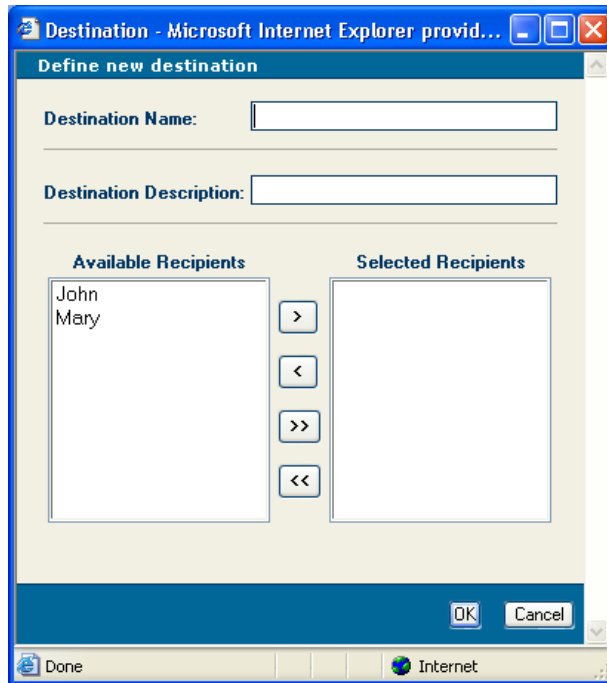 Destination - Microsoft Internet Explorer provid...
Define new destination
Destination Name:
Destination Description:
Available Recipients
Selected Recipients
John
Mary
>
<
>>
<<
OK
Cancel
Done
Internet